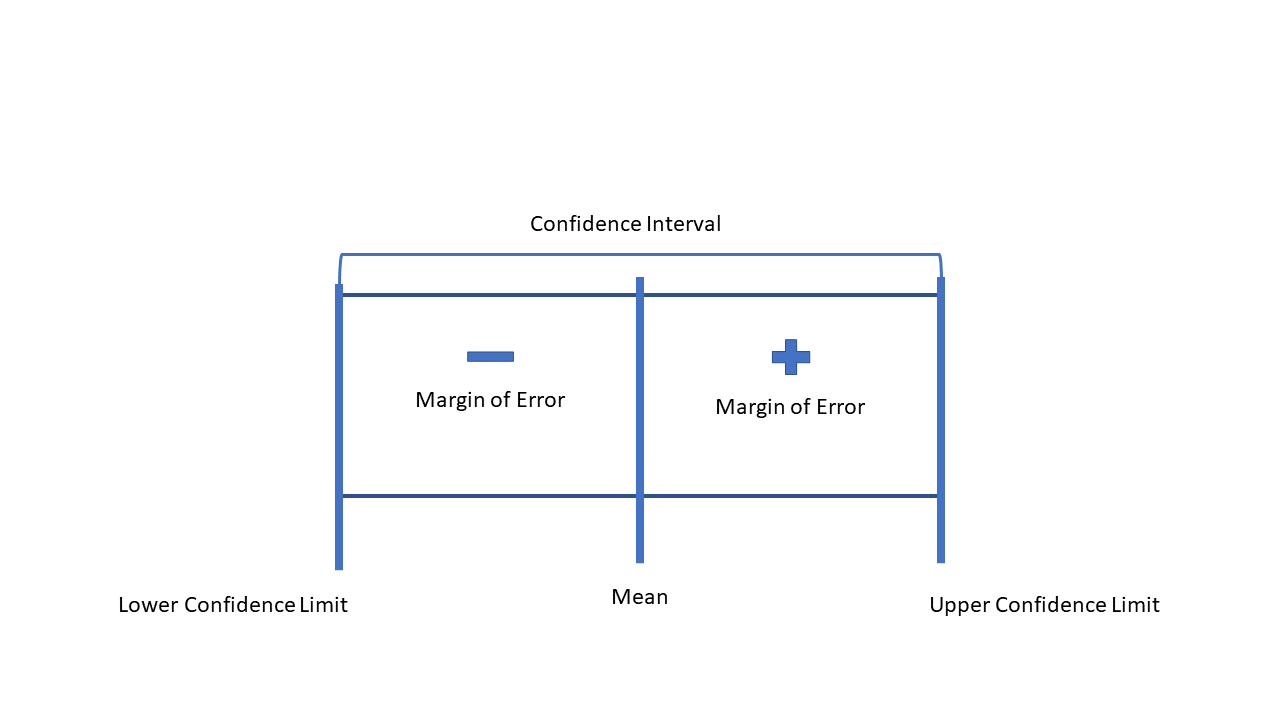 Confidence Interval
Margin of Error
Margin of Error
Lower Confidence Limit
Mean
Upper Confidence Limit